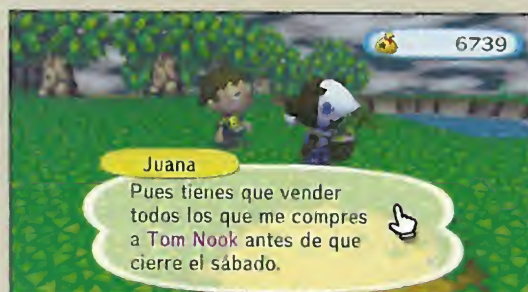 6739
Juana
Pues tienes que vender
todos los que me compres
a Tom Nook antes de que
cierre el sábado.